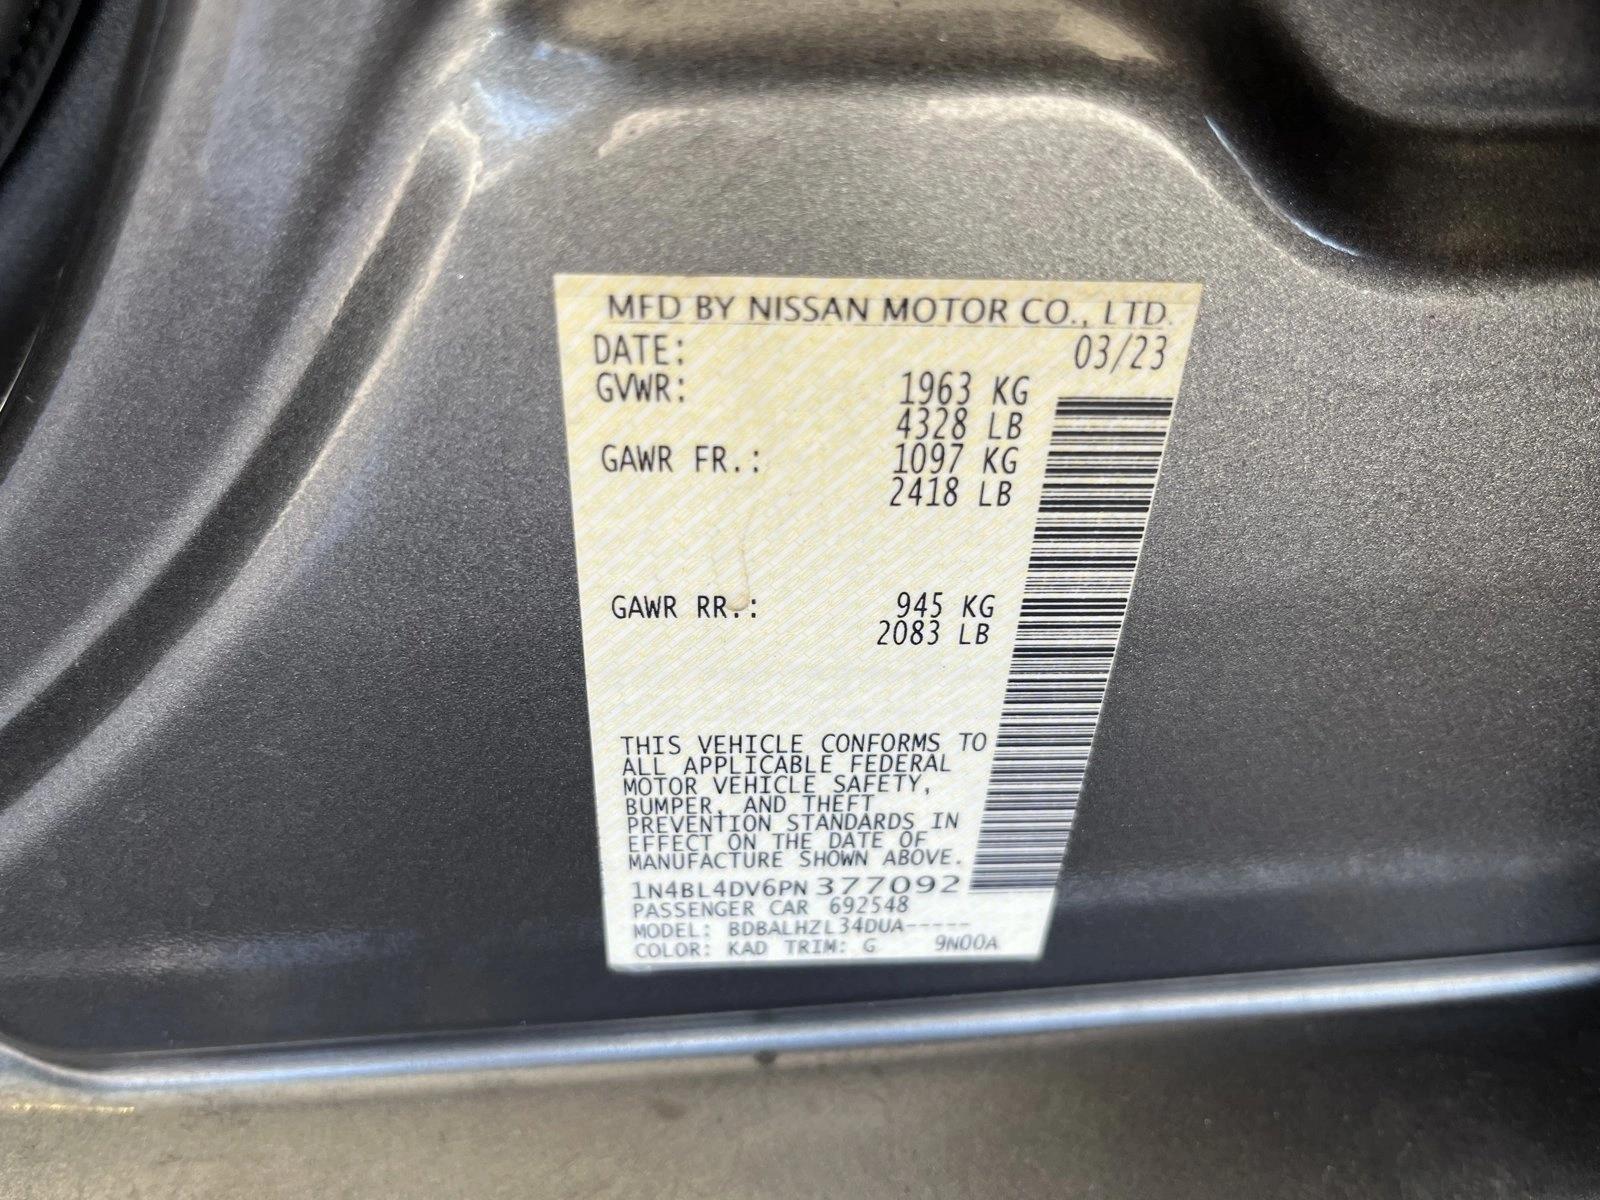 MFD BY NISSAN MOTOR CO., LTD.
DATE: 03/23
GVWR: 1963 KG
4328 LB
GAWR FR.: 1097 KG
2418 LB
GAWR RR.: 945 KG
2083 LB
THIS VEHICLE CONFORMS TO
ALL APPLICABLE FEDERAL
MOTOR VEHICLE SAFETY,
BUMPER, AND THEFT
PREVENTION STANDARDS IN
EFFECT ON THE DATE OF
MANUFACTURE SHOWN ABOVE.
1N4BL4DV6PN377092
PASSENGER CAR 692548
MODEL: BDBALHZL34DUA-----
COLOR: KAD TRIM: G 9N00A